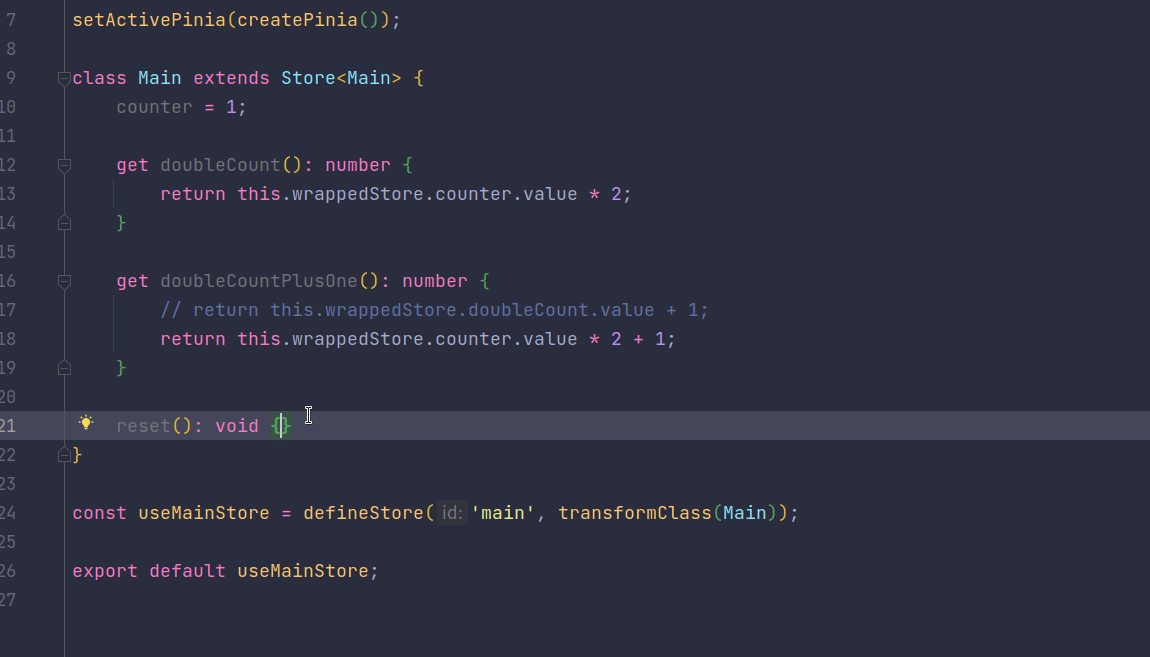 7 setActivePinia(createPinia());
8
9 class Main extends Store<Main> {
10     counter = 1;
11
12     get doubleCount(): number {
13         return this.wrappedStore.counter.value * 2;
14     }
15
16     get doubleCountPlusOne(): number {
17         // return this.wrappedStore.doubleCount.value + 1;
18         return this.wrappedStore.counter.value * 2 + 1;
19     }
20
21     reset(): void {}
22 }
23
24 const useMainStore = defineStore( id: 'main', transformClass(Main));
25
26 export default useMainStore;
27